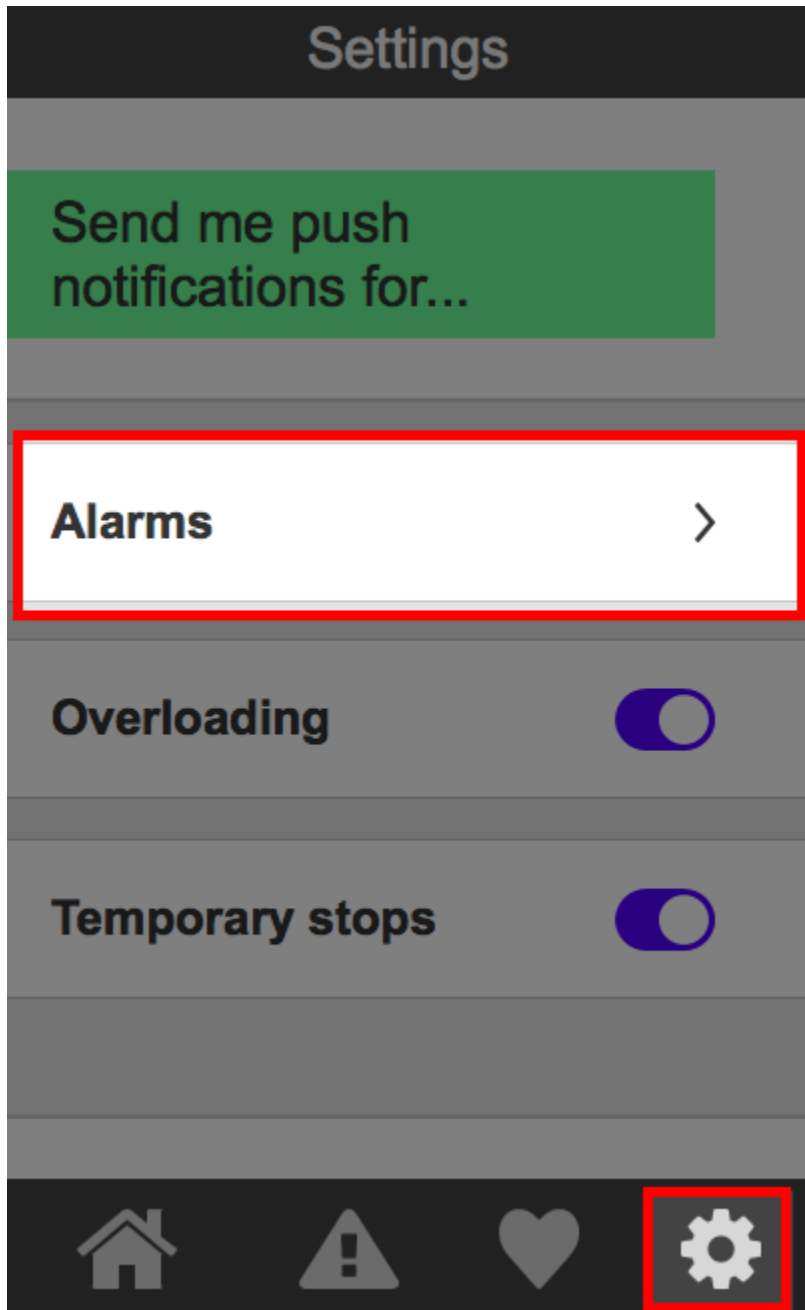 Settings
Send me push
notifications for...
Alarms
Overloading
Temporary stops